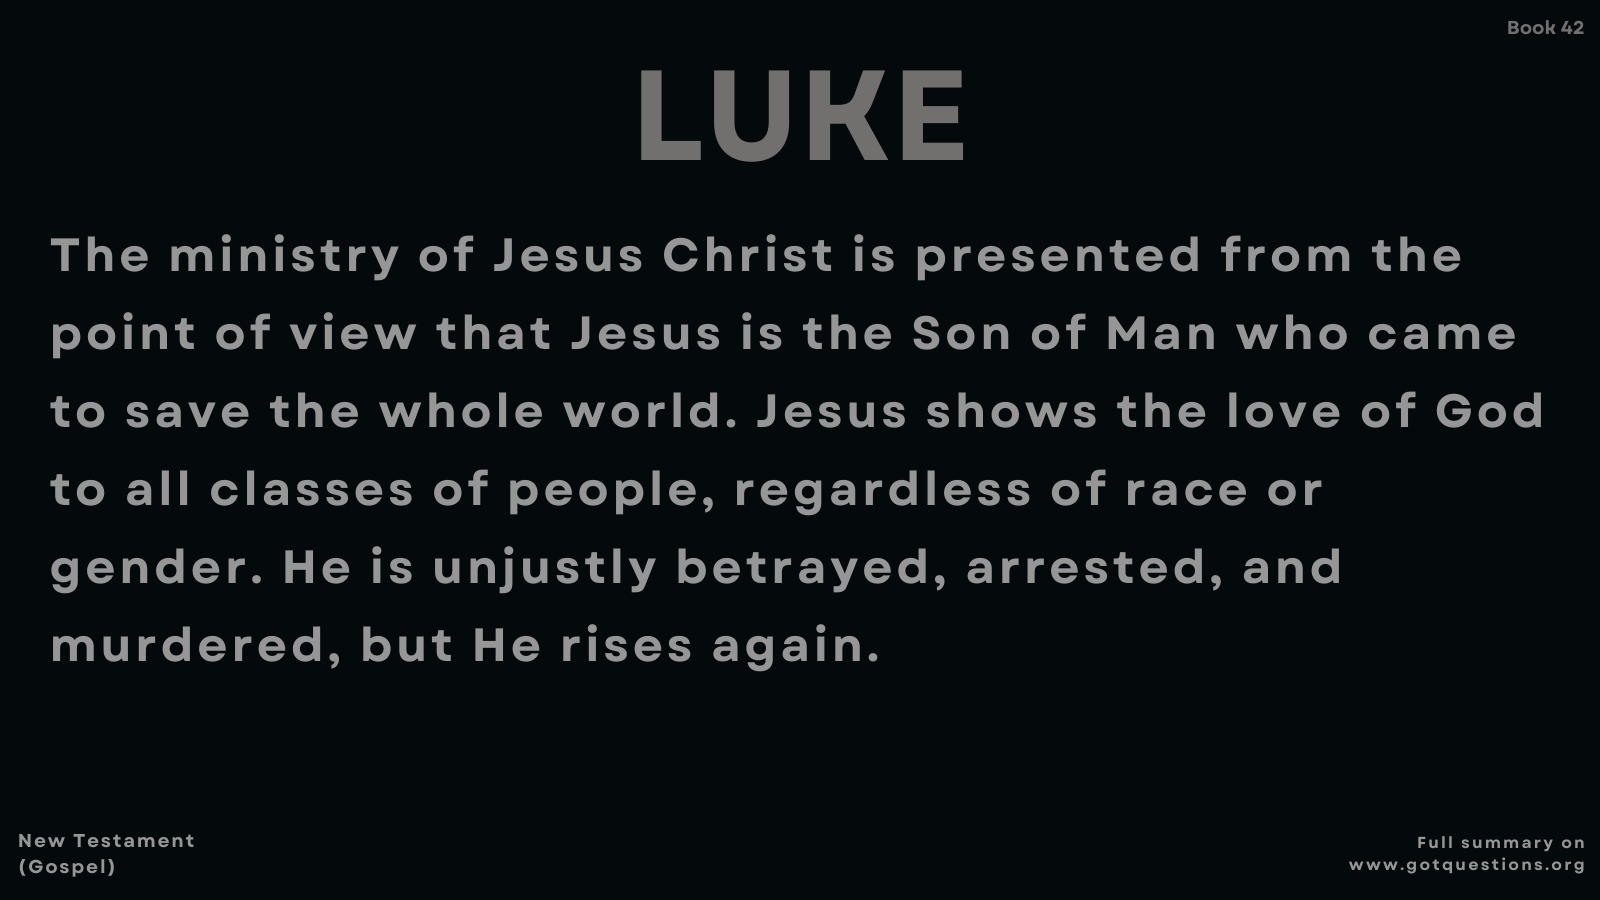 Book 42
LUKE
The ministry of Jesus Christ is presented from the
point of view that Jesus is the Son of Man who came
to save the whole world. Jesus shows the love of God
to all classes of people, regardless of race or
gender. He is unjustly betrayed, arrested, and
murdered, but He rises again.
New Testament
(Gospel)
Full summary on
www.gotquestions.org